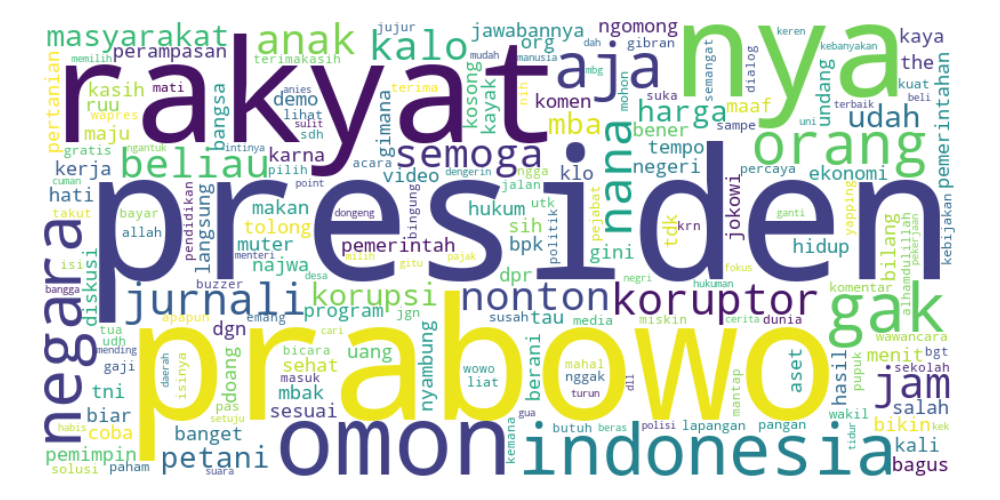 masyarakat
perampasan
anak
terimakasih
jujur
kalo
jawabannya
org
ngomong
mudah
dah
gibran
manusia
nya
keren
kebanyakan
kaya
the
memilih
pertanian
wapres
kasih
mati
ruu
maju
gratis
rakyat
bangsa
demo
lihat
sdh
anies
sulit
ngantuk
intinya
gimana
kosong
kayak
komen
aja
nih
mbg
suka
harga
mba
mohon
semangat
dialog
maaf
sampe
undang
udah
terbaik
uni
kuat
beli
pemerintahan
terima
bener
tempo
orang
kerja
cuman
beliau
karna
pilih
acara
point
semoga
dengerin
video
ngga
jalan
klo
nana
negeri
percaya
ekonomi
hati
takut
bayar
allah
isi
bangga
pendidikan
langsung
makan
tolong
muter
dongeng
bingung
pemerintah
presiden
hukum
utk
sih
bpk
politik
pejabat
gini
tdk
krn
jokowi
yapping
ganti
hidup
bilang
alhamdulillah
pekerjaan
kebijakan
negara
diskusi
buzzer
menteri
najwa
desa
milih
gitu
pajak
dpr
negri
fokus
hukuman
komentar
jurnali
program
korupsi
jgn
nonton
koruptor
gak
tua
udh
mending
gaji
apapun
dgn
emang
cari
susah
tau
media
miskin
cerita
dunia
wawancara
tni
daerah
isinya
doang
bicara
sehat
uang
nyambung
wowo
liat
berani
mahal
nggak
turun
dll
mantap
aset
hasil
menit
pupuk
bgt
sekolah
jam
biar
pas
masuk
mbak
sesuai
prabowo
salah
habis
coba
setuju
banget
gua
butuh
beras
polisi
lapangan
pangan
wakil
tidur
bikin
kek
kali
pemimpin
solusi
paham
petani
suara
omon
kemana
indonesia
bagus